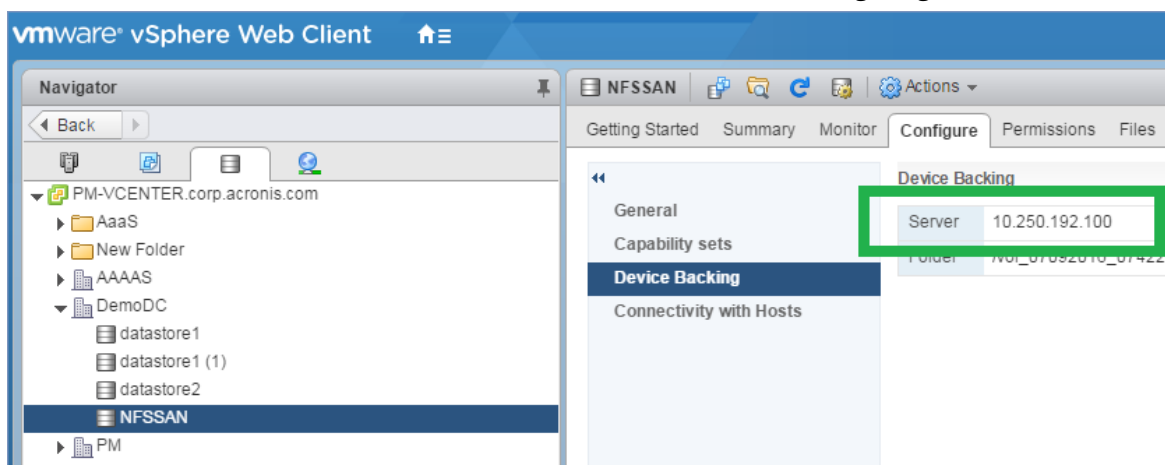 vmware® vSphere Web Client
Navigator
Back
PM-VCENTER.corp.acronis.com
AaaS
New Folder
AAAAS
DemoDC
datastore1
datastore1 (1)
datastore2
NFSSAN
PM
NFSSAN Actions
Getting Started Summary Monitor Configure Permissions Files
General
Capability sets
Device Backing
Connectivity with Hosts
Device Backing
Server 10.250.192.100
Folder